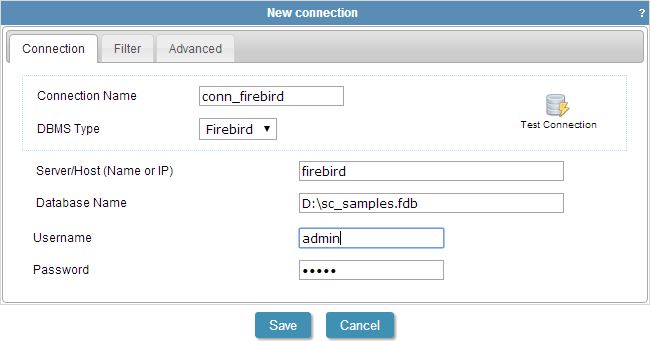 New connection ?
Connection Filter Advanced
Connection Name conn_firebird
DBMS Type Firebird
Test Connection
Server/Host (Name or IP) firebird
Database Name D:\sc_samples.fdb
Username admin
Password •••••
Save Cancel